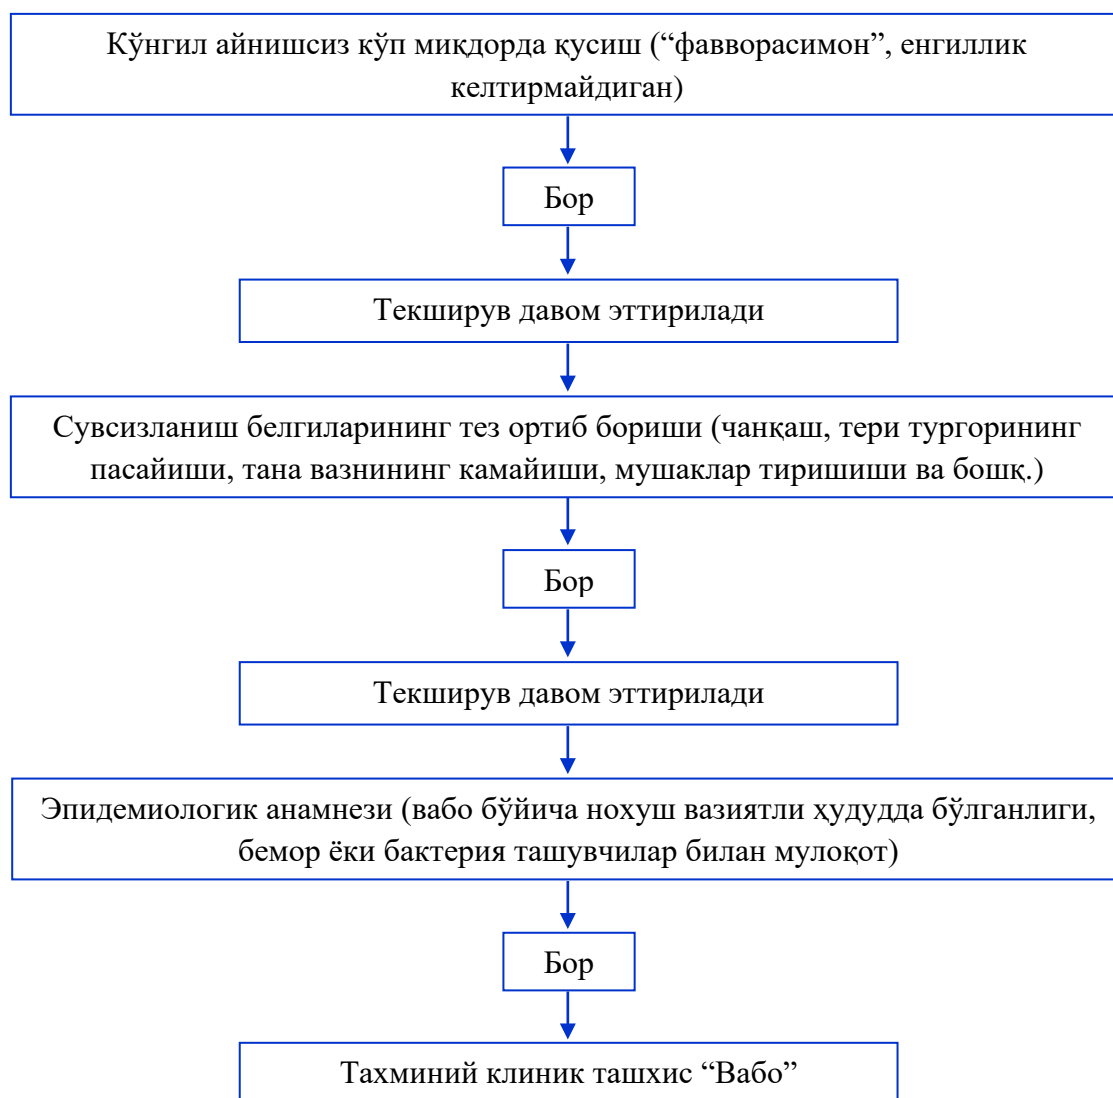 Кўнгил айнишсиз кўп миқдорда қусиш (“фавворасимон”, енгиллик
келтирмайдиган)
Бор
Текширув давом эттирилади
Сувсизланиш белгиларининг тез ортиб бориши (чанқаш, тери тургорининг
пасайиши, тана вазнининг камайиши, мушаклар тиришиши ва бошқ.)
Бор
Текширув давом эттирилади
Эпидемиологик анамнези (вабо бўйича нохуш вазиятли ҳудудда бўлганлиги,
бемор ёки бактерия ташувчилар билан мулоқот)
Бор
Тахминий клиник ташхис “Вабо”